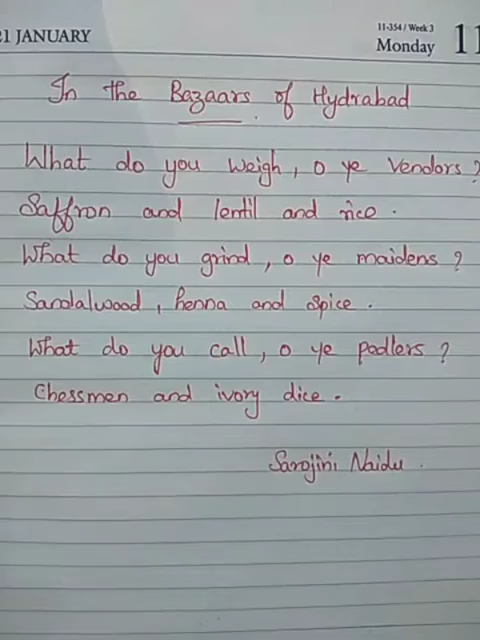 21 JANUARY
11-354 / Week 3
Monday 11
In the Bazaars of Hydrabad
What do you weigh, o ye Vendors?
Saffron and lentil and rice.
What do you grind, o ye maidens?
Sandalwood, henna and spice.
What do you call, o ye pedlers?
Chessmen and ivory dice.
Sarojini Naidu.